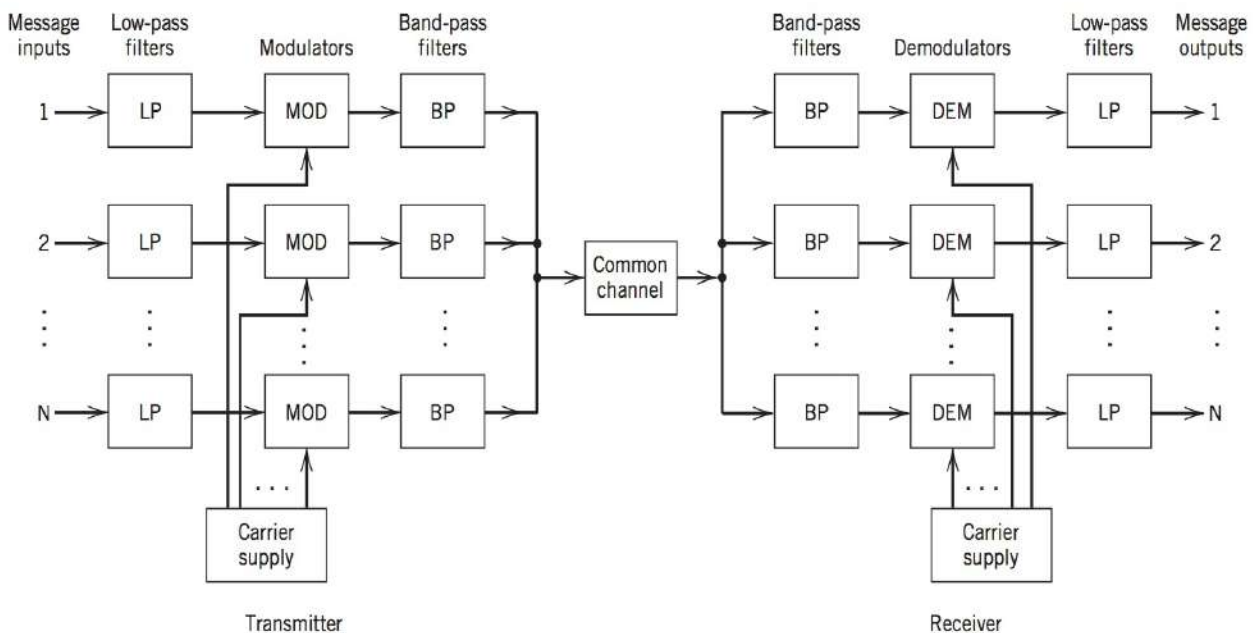 Message
inputs
Low-pass
filters
Modulators
Band-pass
filters
Band-pass
filters
Demodulators
Low-pass
filters
Message
outputs
1
LP
MOD
BP
BP
DEM
LP
1
2
LP
MOD
BP
Common
channel
BP
DEM
LP
2
N
LP
MOD
BP
BP
DEM
LP
N
Carrier
supply
Carrier
supply
Transmitter
Receiver